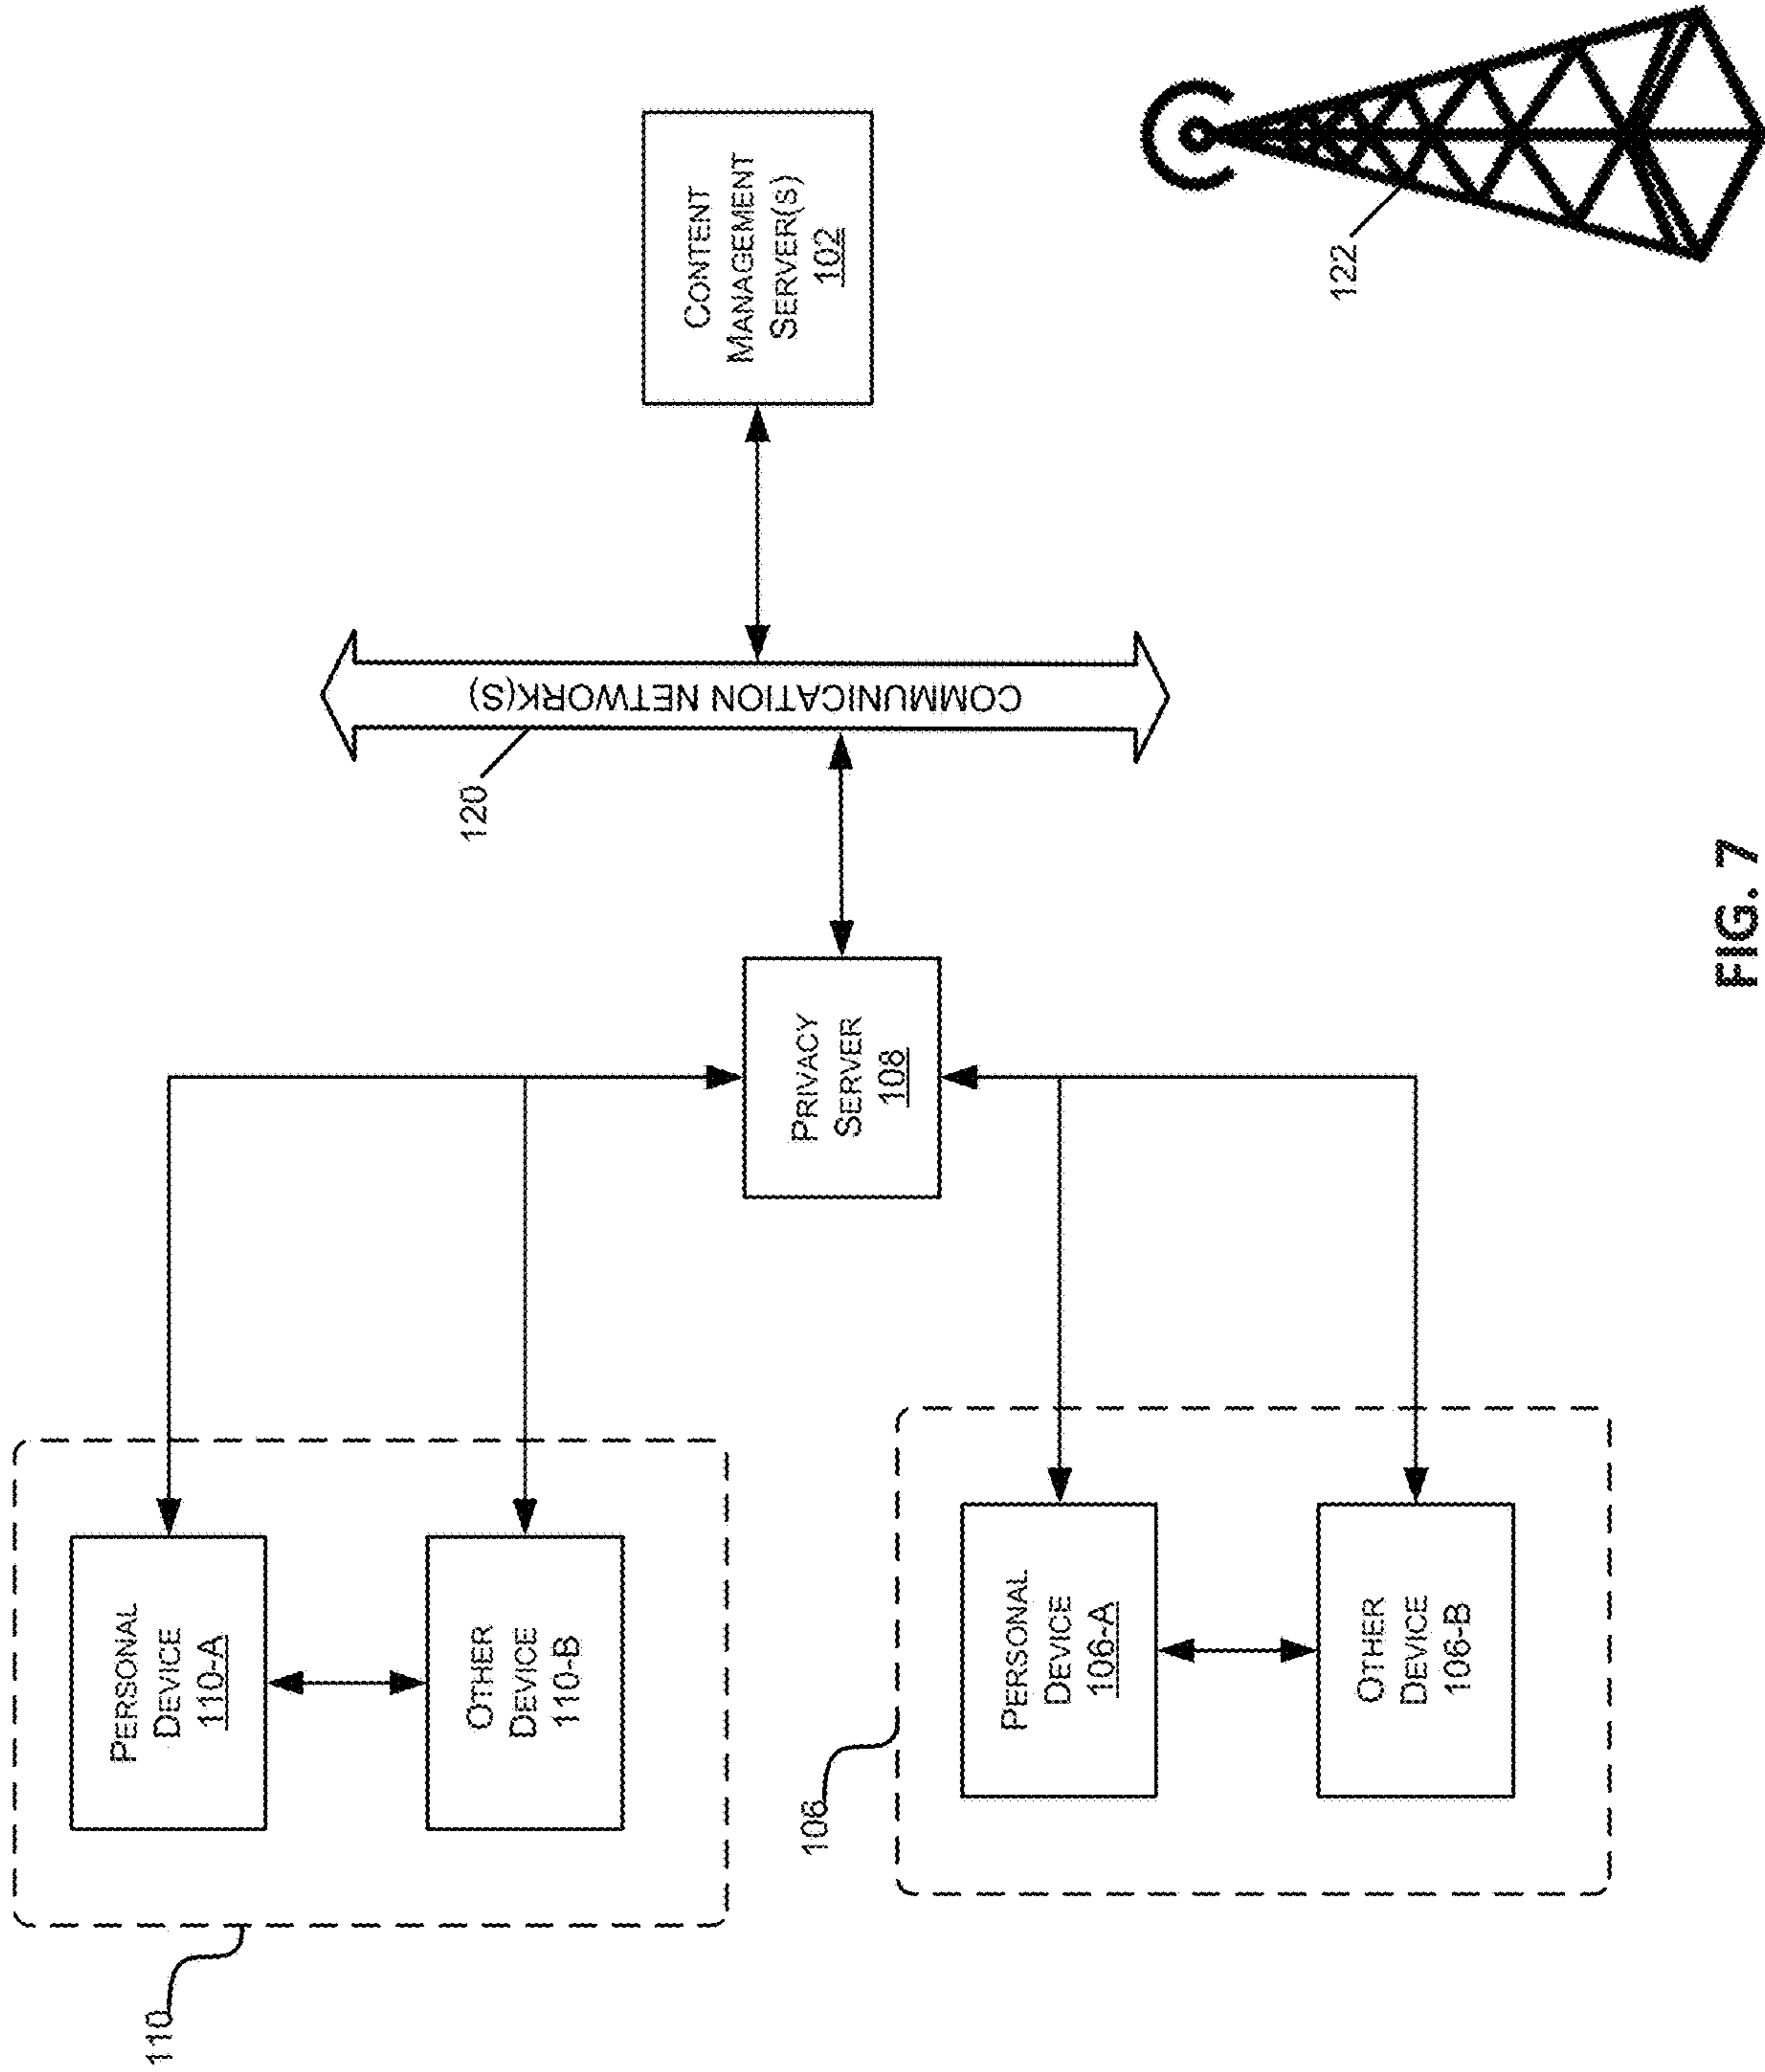 110
PERSONAL
DEVICE
110-A
OTHER
DEVICE
110-B
106
PERSONAL
DEVICE
106-A
OTHER
DEVICE
106-B
PRIVACY
SERVER
108
120
COMMUNICATION NETWORK(S)
CONTENT
MANAGEMENT
SERVER(S)
102
122
FIG. 7